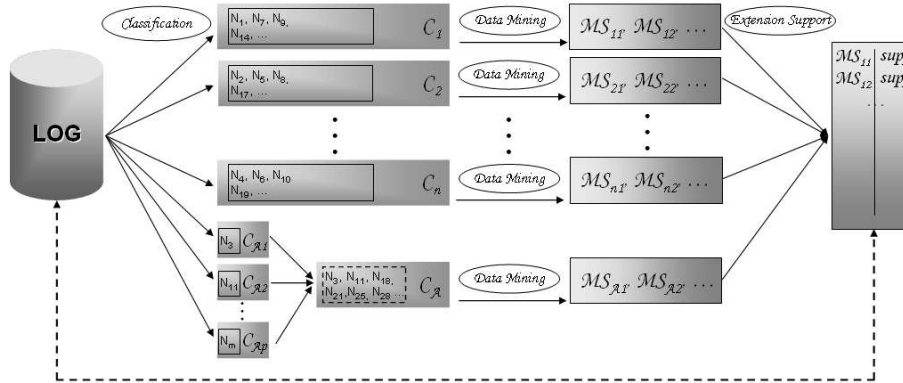 Classification
N1, N7, N9,
N14, ...
C1
Data Mining
MS11, MS12, ...
Extension Support
LOG
N2, N5, N8,
N17, ...
C2
Data Mining
MS21, MS22, ...
MS11 supp
MS12 supp
...
N4, N6, N10
N19, ...
Cn
Data Mining
MSn1, MSn2, ...
N3 CA1
N11 CA2
Nm CAp
N3, N11, N18,
N21, N25, N28 ...
CA
Data Mining
MSA1, MSA2, ...